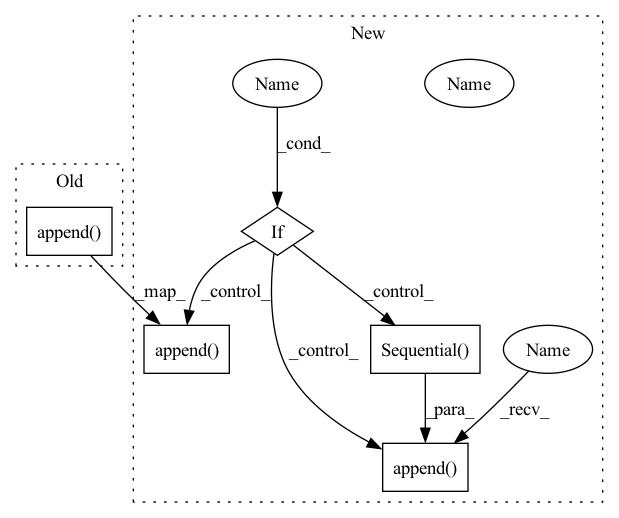 New
Name
Name
_cond_
Old
append()
If
_map_
_control_
_control_
_control_
append()
Sequential()
Name
_para_
_recv_
append()